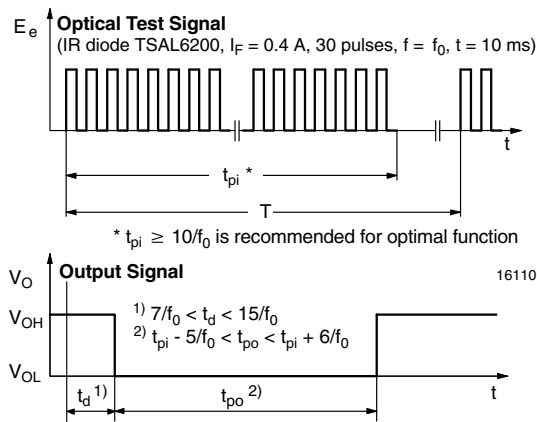 E_e
Optical Test Signal
(IR diode TSAL6200, I_F = 0.4 A, 30 pulses, f = f_0, t = 10 ms)
t
t_pi *
T
* t_pi ≥ 10/f_0 is recommended for optimal function
Output Signal
16110
V_O
V_OH
1) 7/f_0 < t_d < 15/f_0
2) t_pi - 5/f_0 < t_po < t_pi + 6/f_0
V_OL
t_d 1)
t_po 2)
t